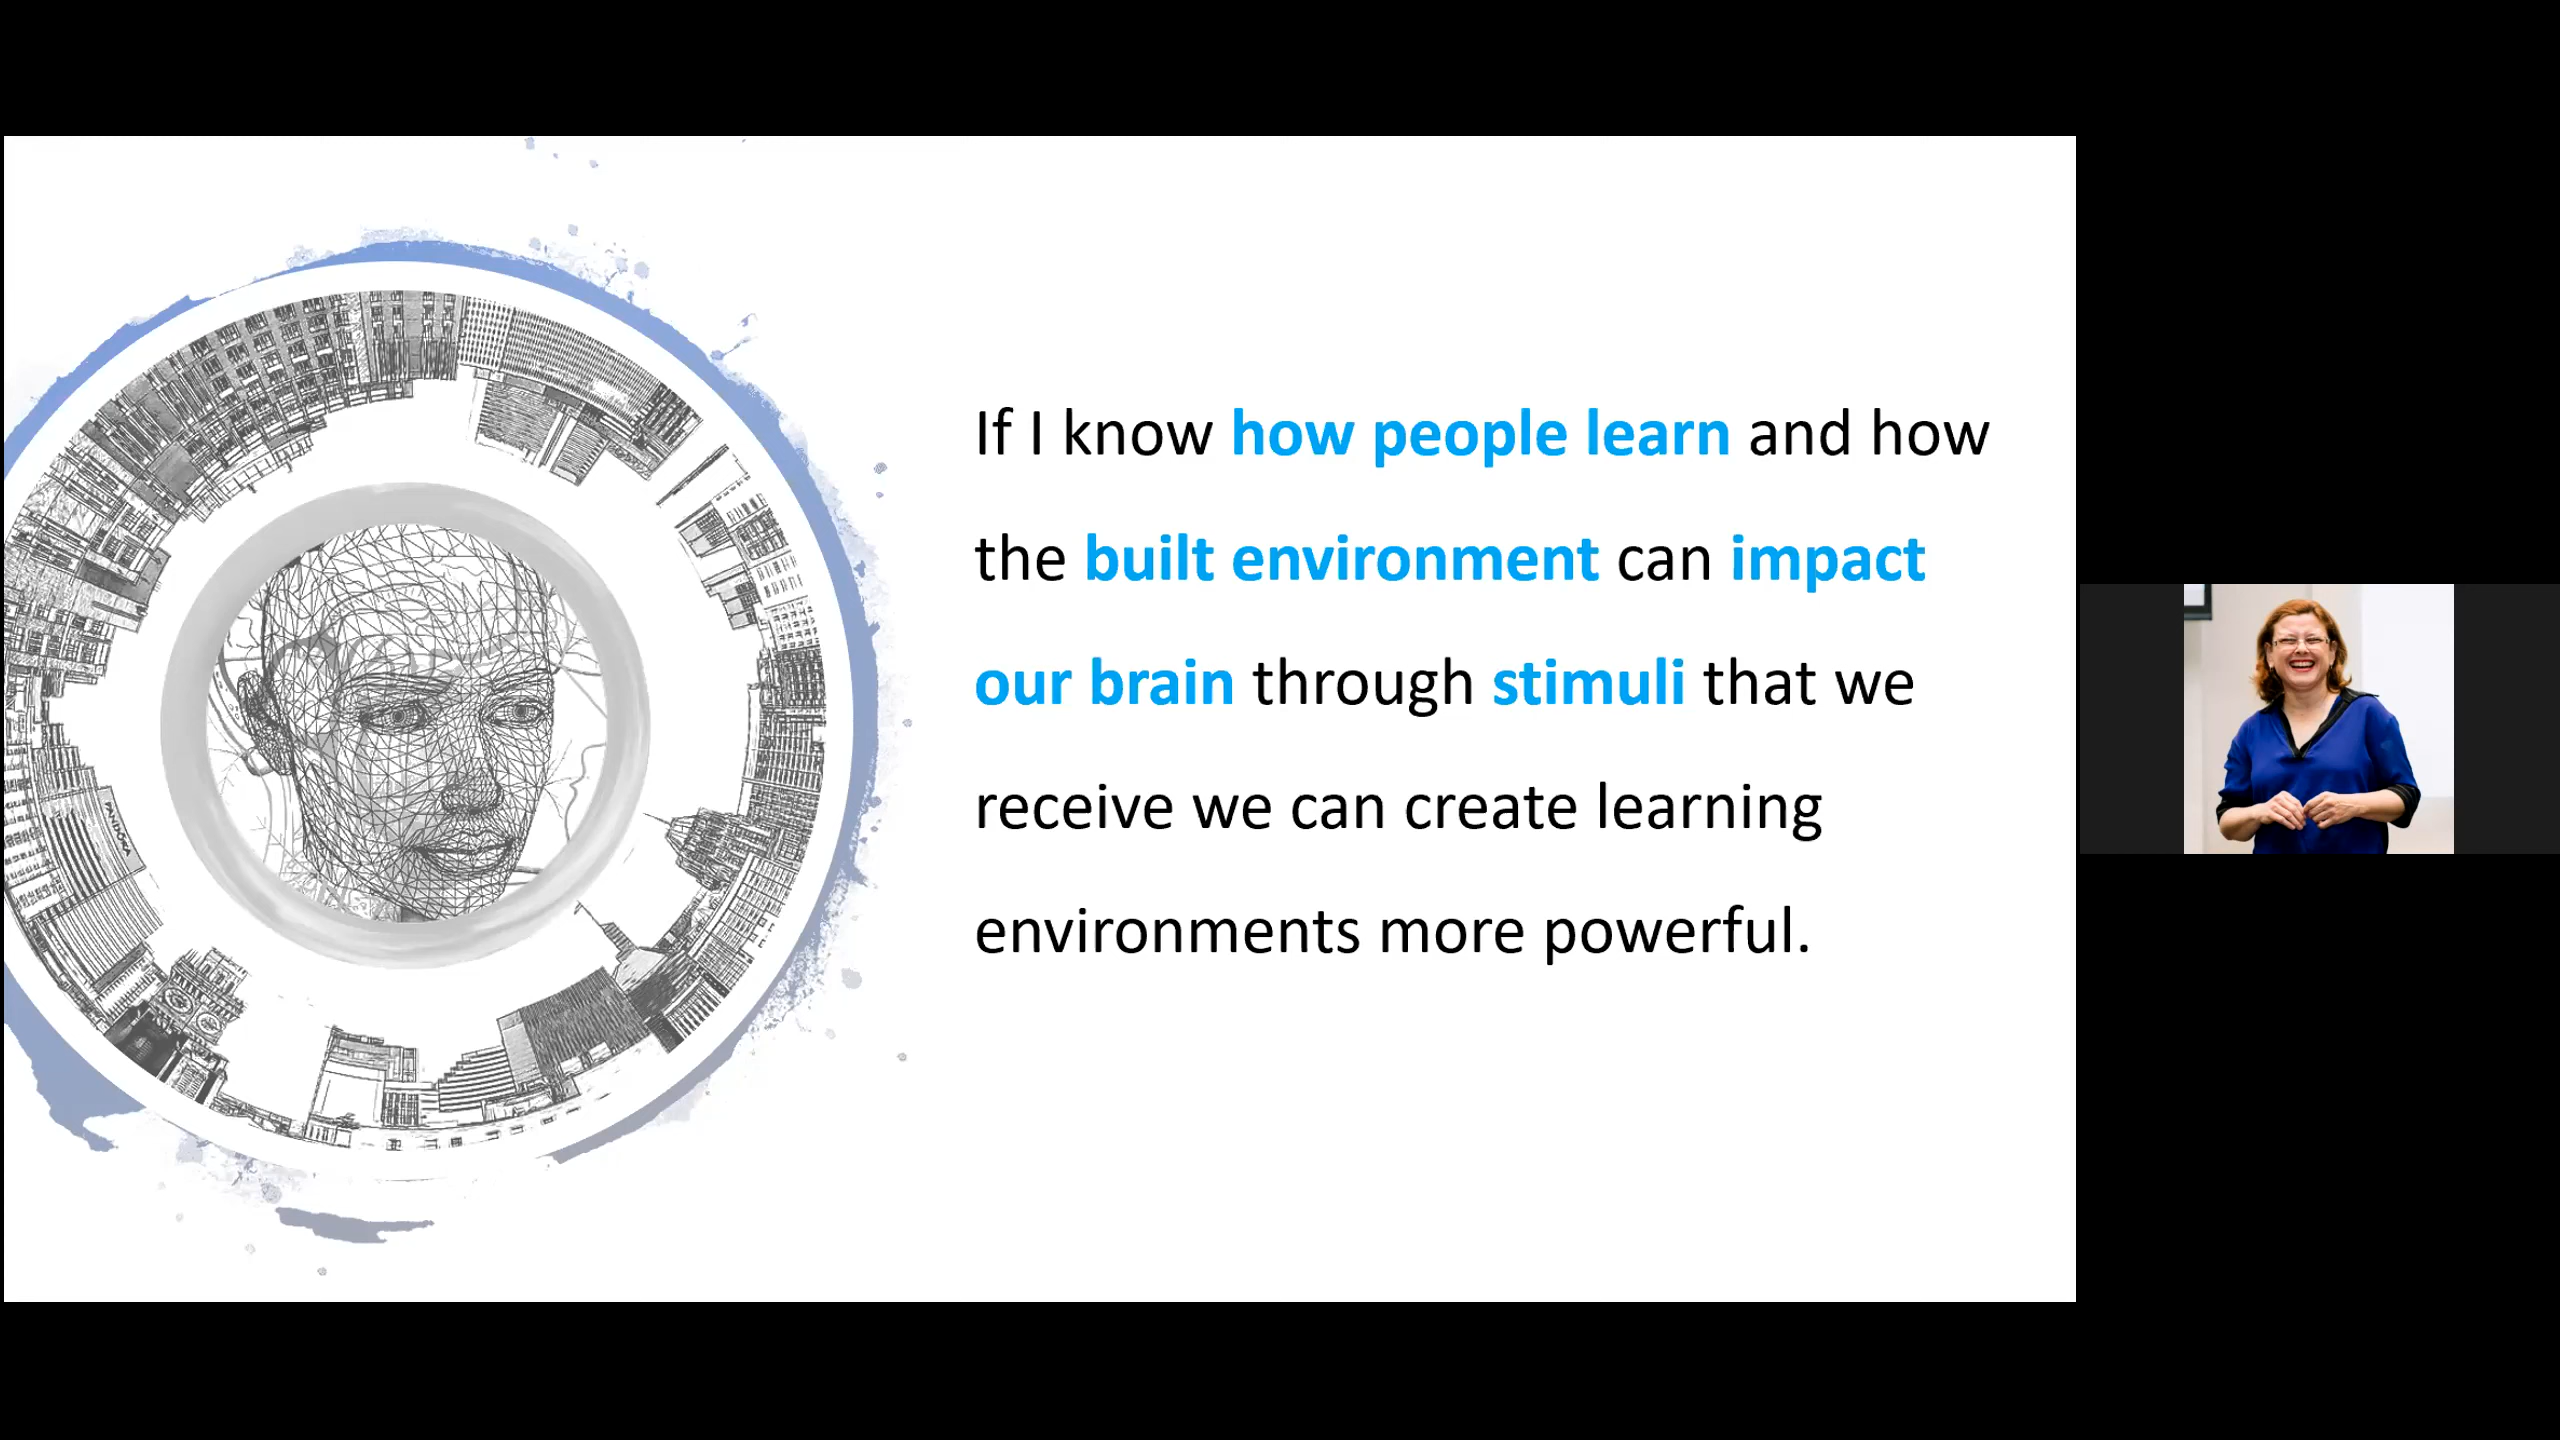 If I know how people learn and how
the built environment can impact
our brain through stimuli that we
receive we can create learning
environments more powerful.
PANDORA